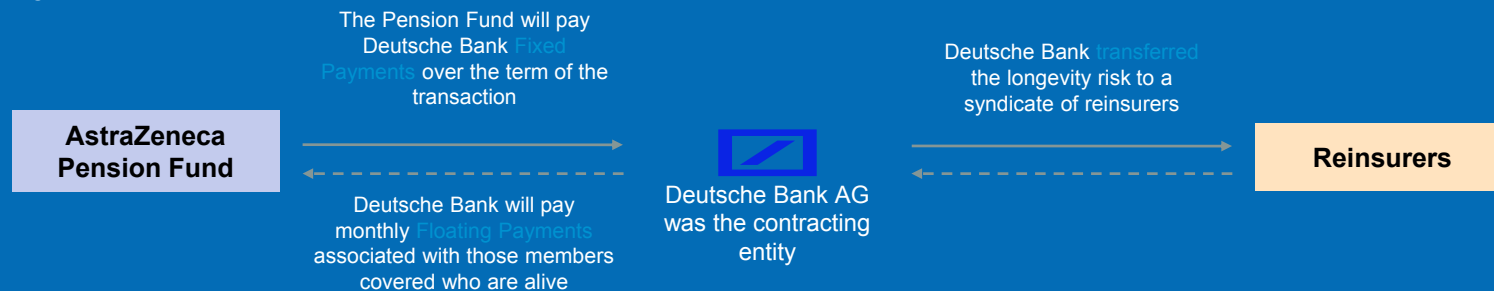 The Pension Fund will pay
Deutsche Bank Fixed
Payments over the term of the
transaction
Deutsche Bank transferred
the longevity risk to a
syndicate of reinsurers
AstraZeneca
Pension Fund
Reinsurers
Deutsche Bank will pay
monthly Floating Payments
associated with those members
covered who are alive
Deutsche Bank AG
was the contracting
entity